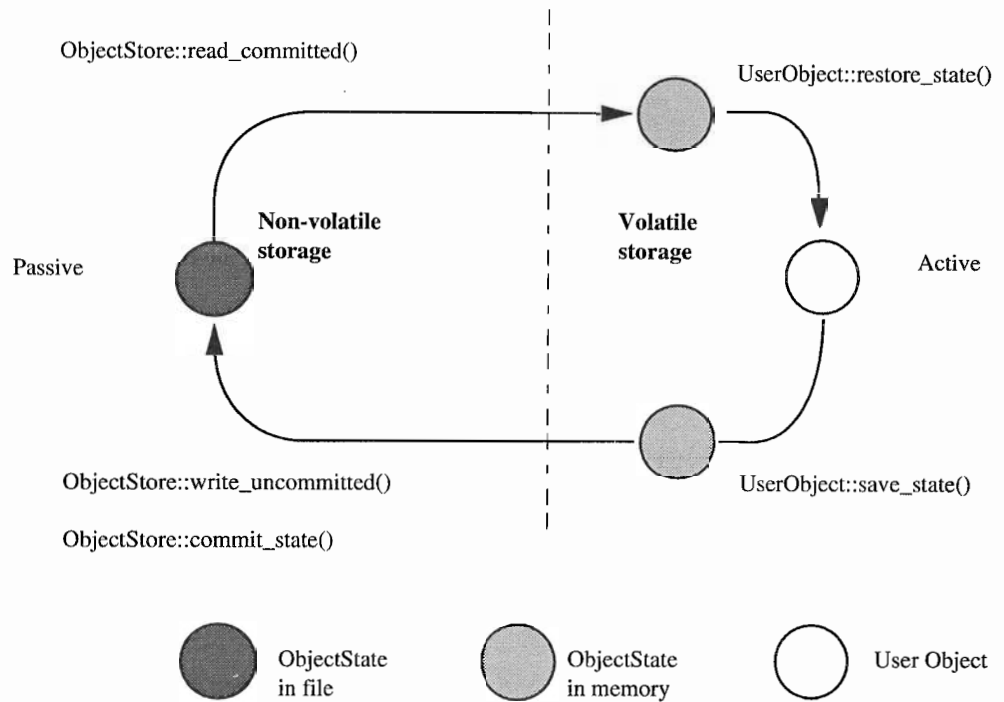 ObjectStore::read_committed()
UserObject::restore_state()
Non-volatile
storage
Volatile
storage
Passive
Active
ObjectStore::write_uncommitted()
UserObject::save_state()
ObjectStore::commit_state()
ObjectState
in file
ObjectState
in memory
User Object